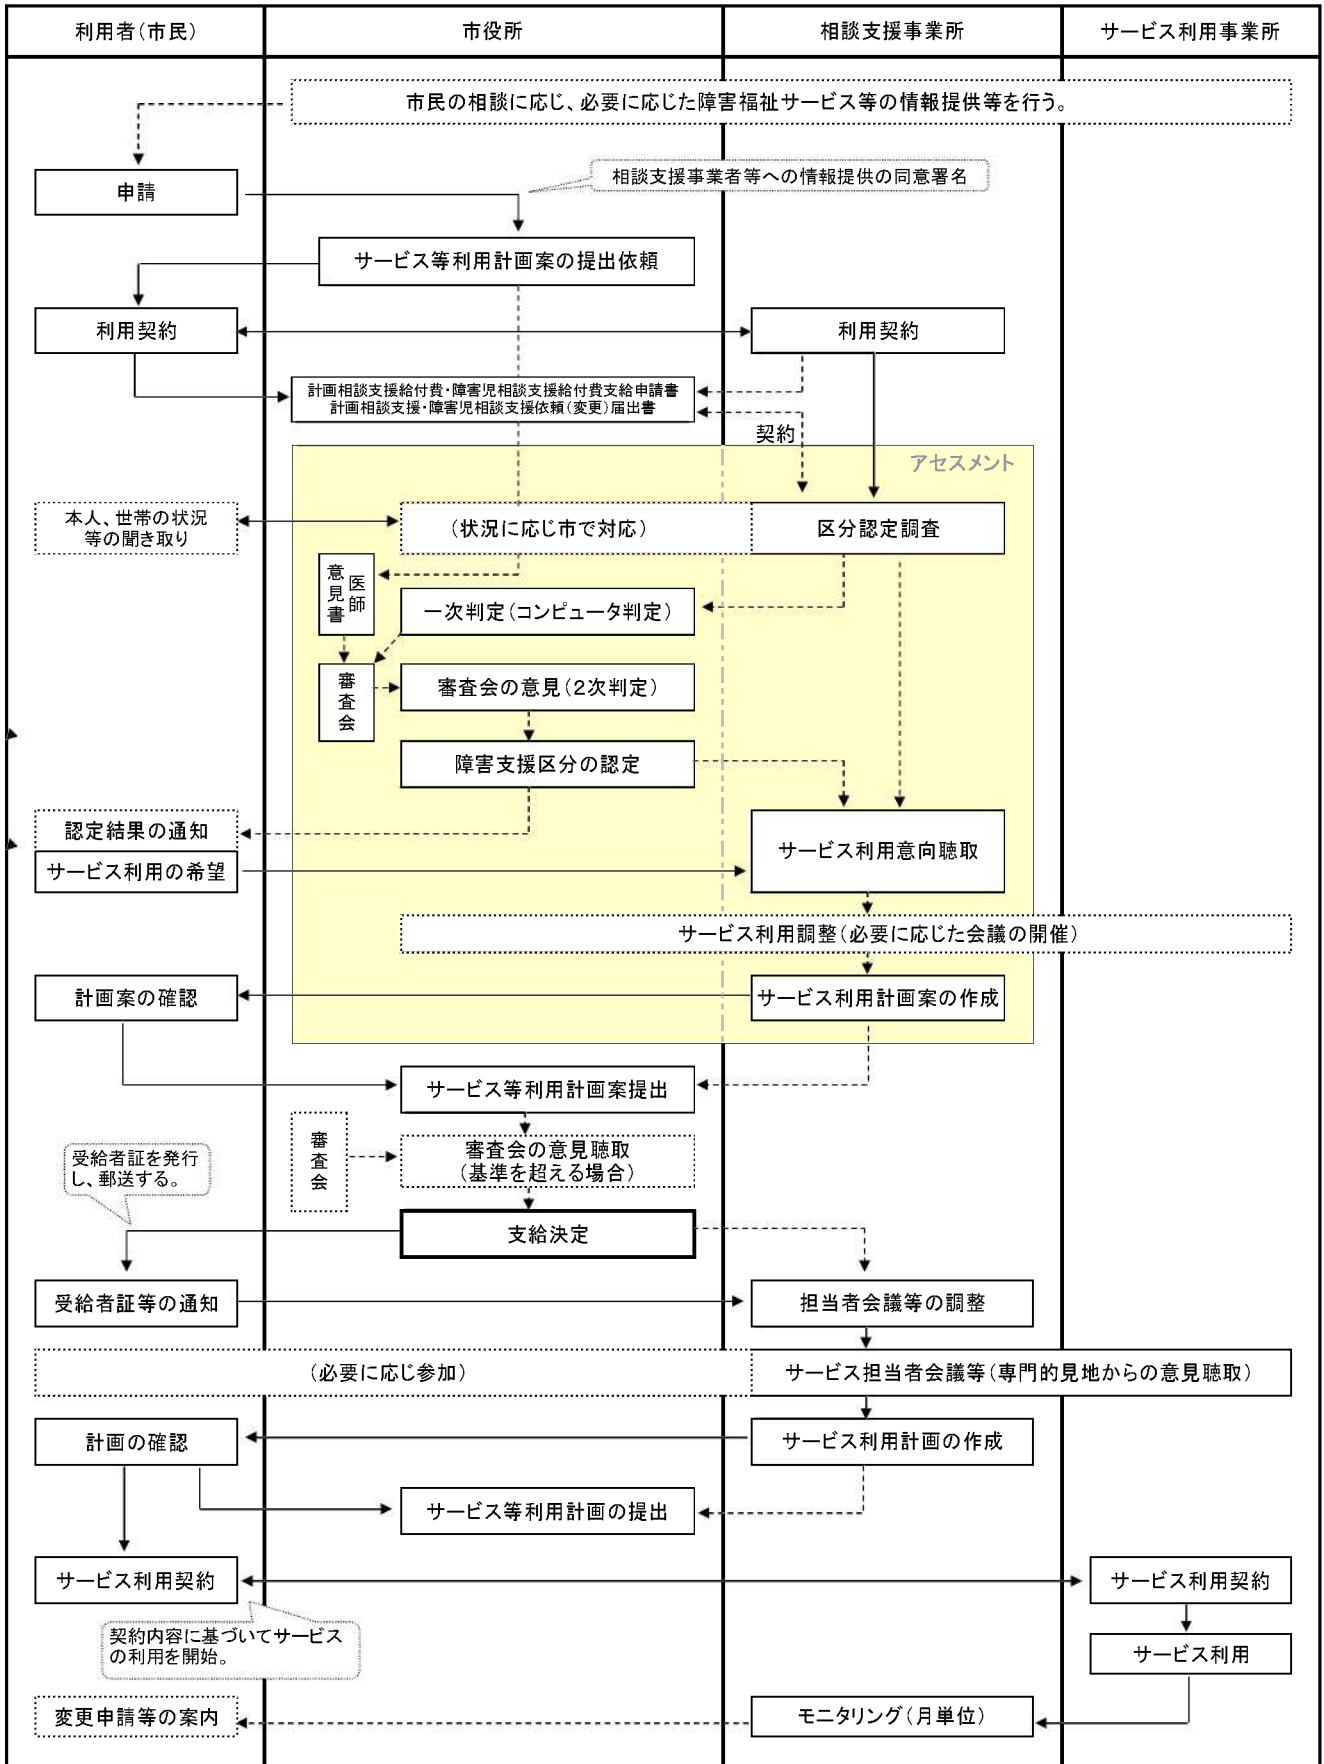 利用者(市民)
市役所
相談支援事業所
サービス利用事業所
市民の相談に応じ、必要に応じた障害福祉サービス等の情報提供等を行う。
申請
相談支援事業者等への情報提供の同意署名
サービス等利用計画案の提出依頼
利用契約
利用契約
計画相談支援給付費・障害児相談支援給付費支給申請書
計画相談支援・障害児相談支援依頼(変更)届出書
契約
アセスメント
本人、世帯の状況
等の聞き取り
(状況に応じ市で対応)
区分認定調査
医師
意見書
一次判定(コンピュータ判定)
審査会
審査会の意見(2次判定)
障害支援区分の認定
認定結果の通知
サービス利用の希望
サービス利用意向聴取
サービス利用調整(必要に応じた会議の開催)
計画案の確認
サービス利用計画案の作成
サービス等利用計画案提出
審査会
審査会の意見聴取
(基準を超える場合)
受給者証を発行
し、郵送する。
支給決定
受給者証等の通知
担当者会議等の調整
(必要に応じ参加)
サービス担当者会議等(専門的見地からの意見聴取)
計画の確認
サービス利用計画の作成
サービス等利用計画の提出
サービス利用契約
サービス利用契約
契約内容に基づいてサービス
の利用を開始。
サービス利用
変更申請等の案内
モニタリング(月単位)